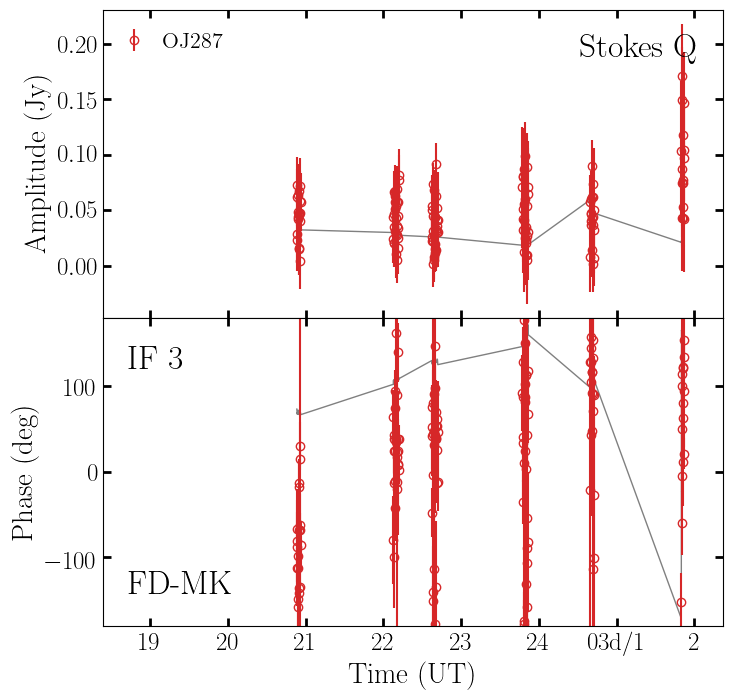 OJ287
Stokes Q
0.20
0.15
0.10
0.05
0.00
Amplitude (Jy)
IF 3
100
0
−100
Phase (deg)
FD-MK
19 20 21 22 23 24 03d/1 2
Time (UT)